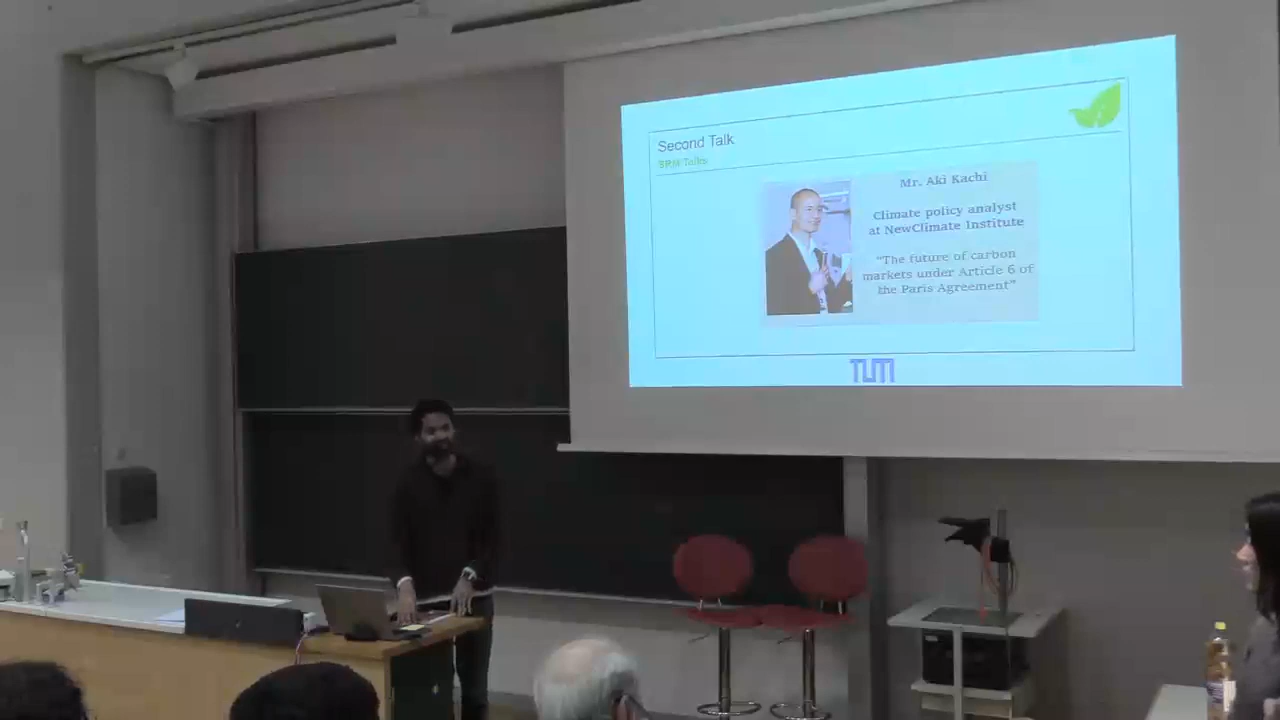 Second Talk
SRM Talks
Mr. Aki Kachi
Climate policy analyst
at NewClimate Institute
"The future of carbon
markets under Article 6 of
the Paris Agreement"
TUM